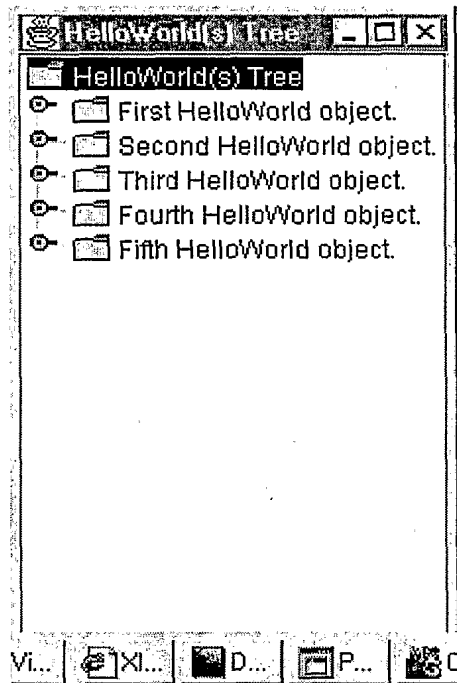 HelloWorld(s) Tree
HelloWorld(s) Tree
First HelloWorld object.
Second HelloWorld object.
Third HelloWorld object.
Fourth HelloWorld object.
Fifth HelloWorld object.
Vi... XI... D... P... C